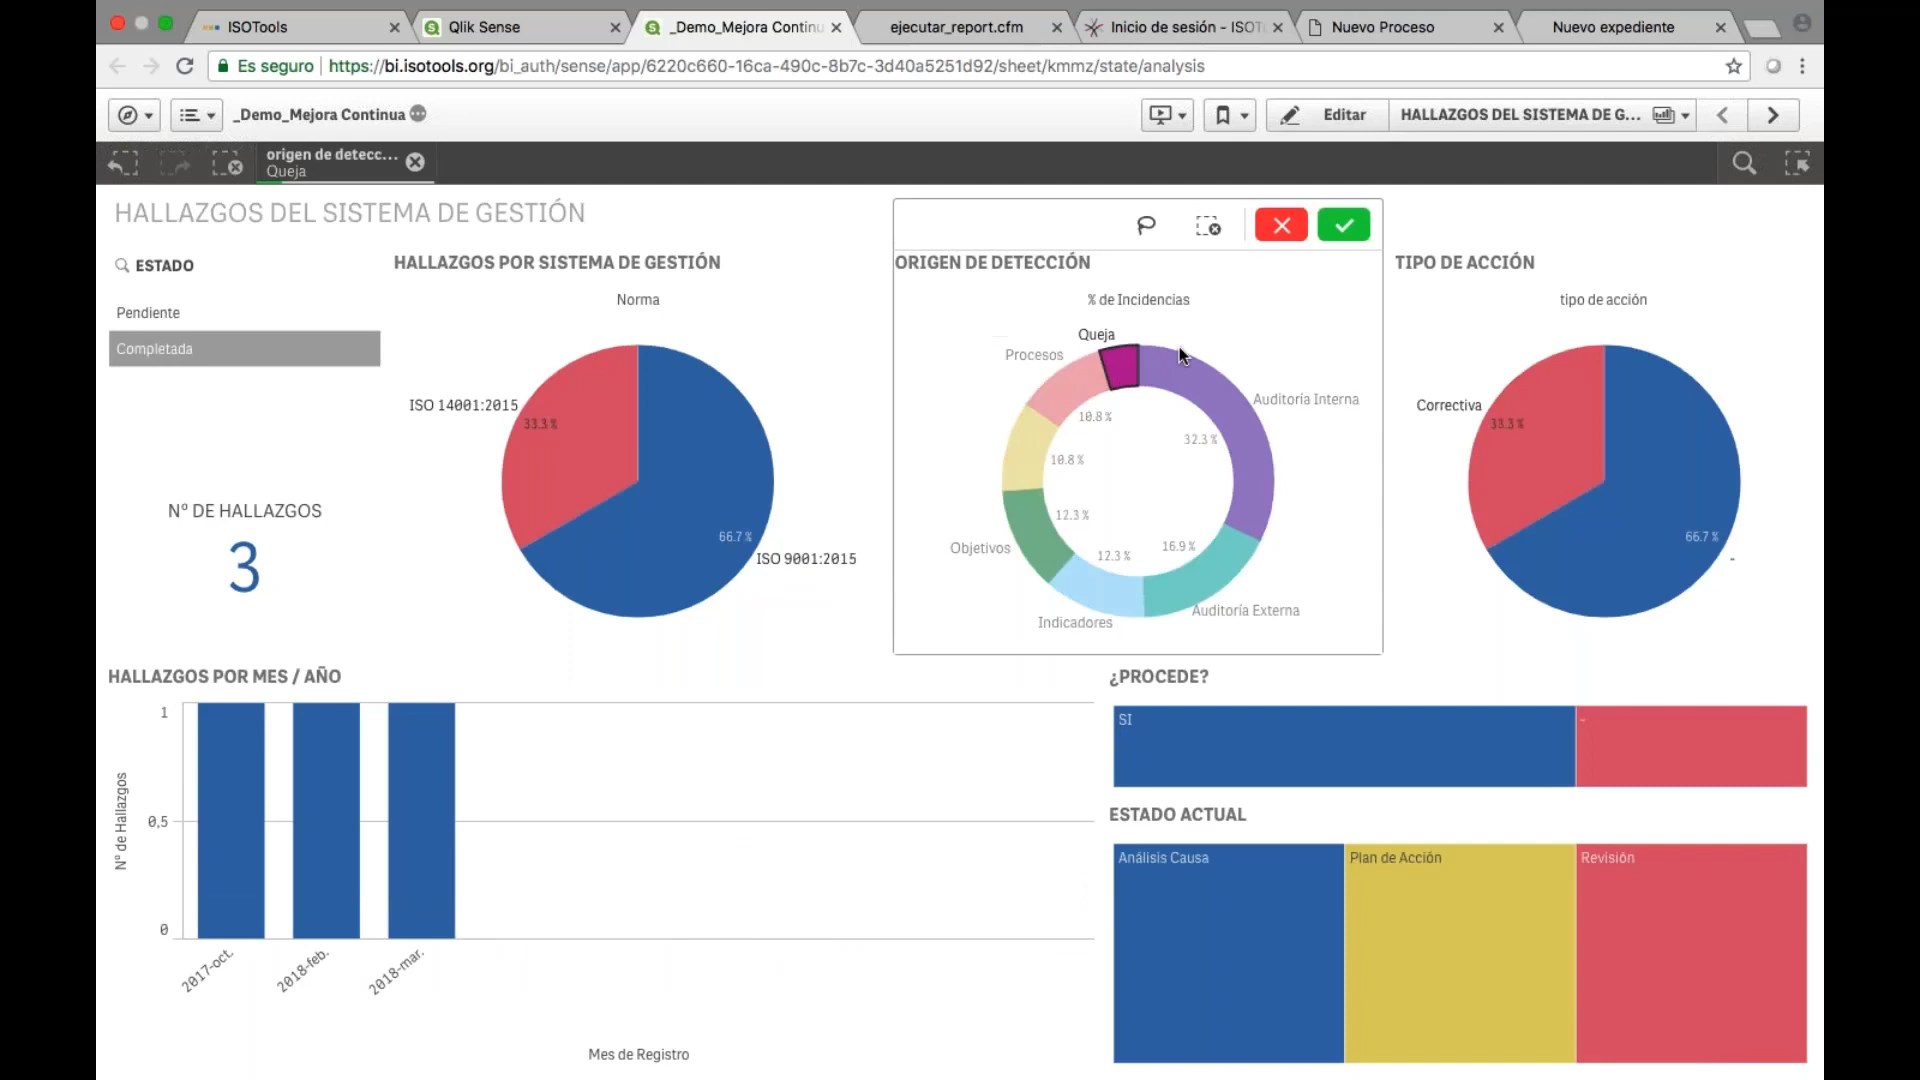 ISOTools
Qlik Sense
_Demo_Mejora Continu
ejecutar_report.cfm
Inicio de sesión - ISOT
Nuevo Proceso
Nuevo expediente
Es seguro | https://bi.isotools.org/bi_auth/sense/app/6220c660-16ca-490c-8b7c-3d40a5251d92/sheet/kmmz/state/analysis
_Demo_Mejora Continua
Editar
HALLAZGOS DEL SISTEMA DE G...
origen de detecc...
Queja
HALLAZGOS DEL SISTEMA DE GESTIÓN
ESTADO
Pendiente
Completada
Nº DE HALLAZGOS
3
HALLAZGOS POR SISTEMA DE GESTIÓN
Norma
ISO 14001:2015
33.3 %
66.7 %
ISO 9001:2015
ORIGEN DE DETECCIÓN
% de Incidencias
Queja
Procesos
Auditoría Interna
10.8 %
32.3 %
10.8 %
12.3 %
Objetivos
12.3 %
16.9 %
Auditoría Externa
Indicadores
TIPO DE ACCIÓN
tipo de acción
Correctiva
33.3 %
66.7 %
-
HALLAZGOS POR MES / AÑO
1
0,5
0
Nº de Hallazgos
2017-oct.
2018-feb.
2018-mar.
Mes de Registro
¿PROCEDE?
SI
-
ESTADO ACTUAL
Análisis Causa
Plan de Acción
Revisión